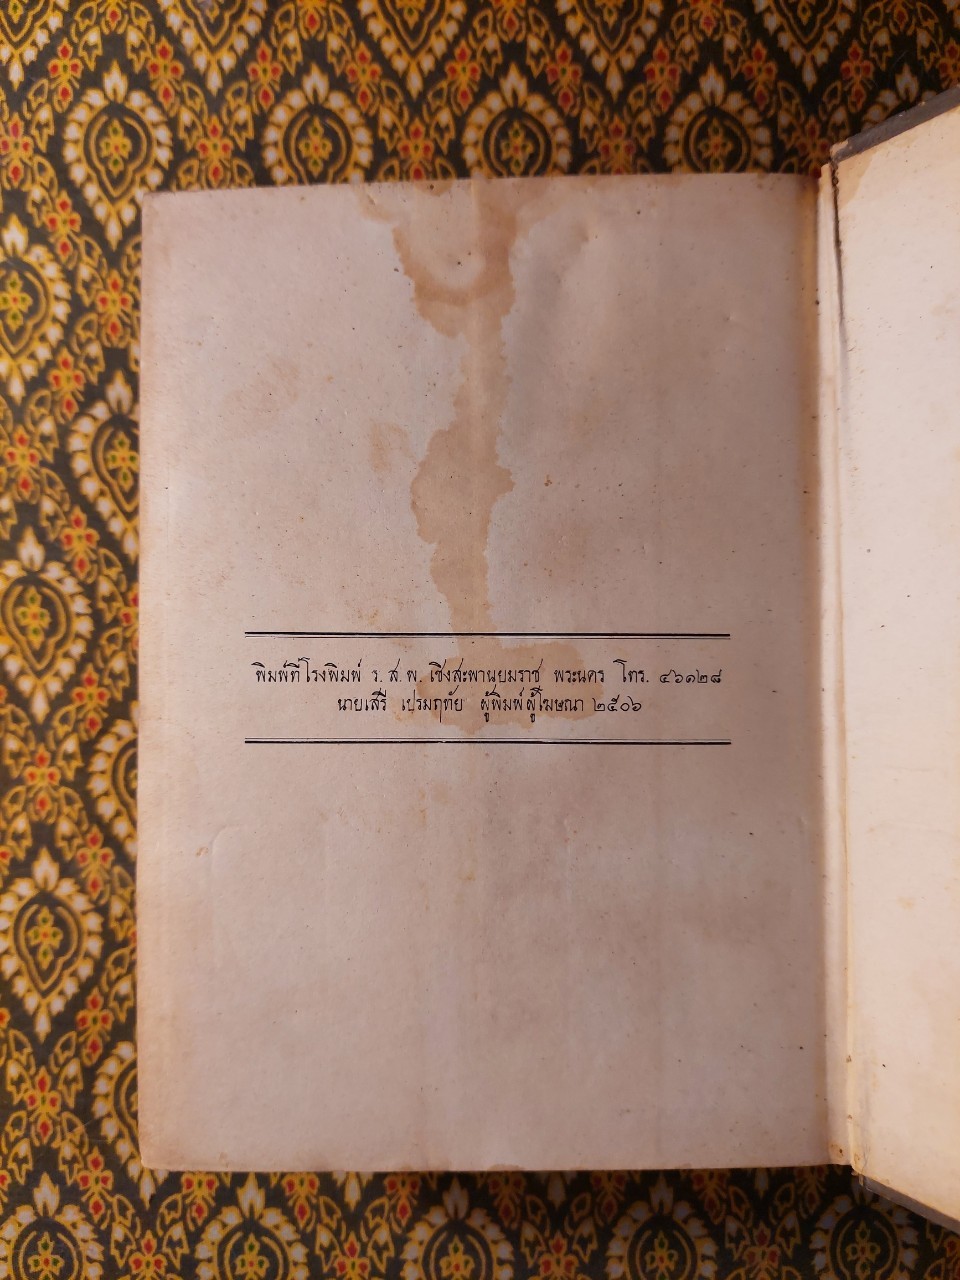 พิมพ์ที่โรงพิมพ์ ร. ส. พ. เชิงสะพานยมราช พระนคร โทร. ๔๖๑๒๘
นายเสรี เปรมฤทัย ผู้พิมพ์ผู้โฆษณา ๒๕๐๖